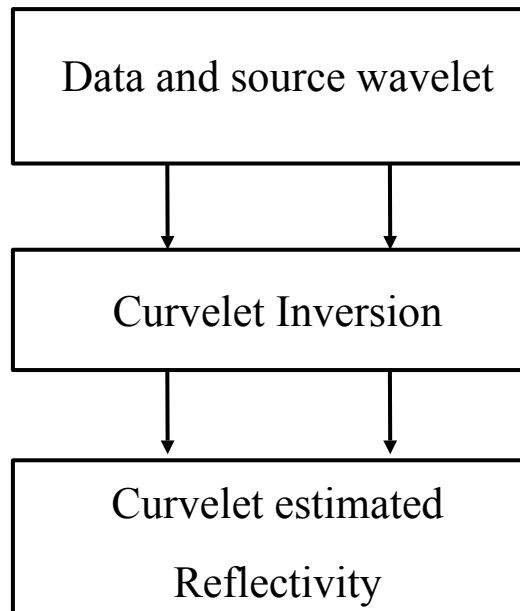 Data and source wavelet
Curvelet Inversion
Curvelet estimated
Reflectivity